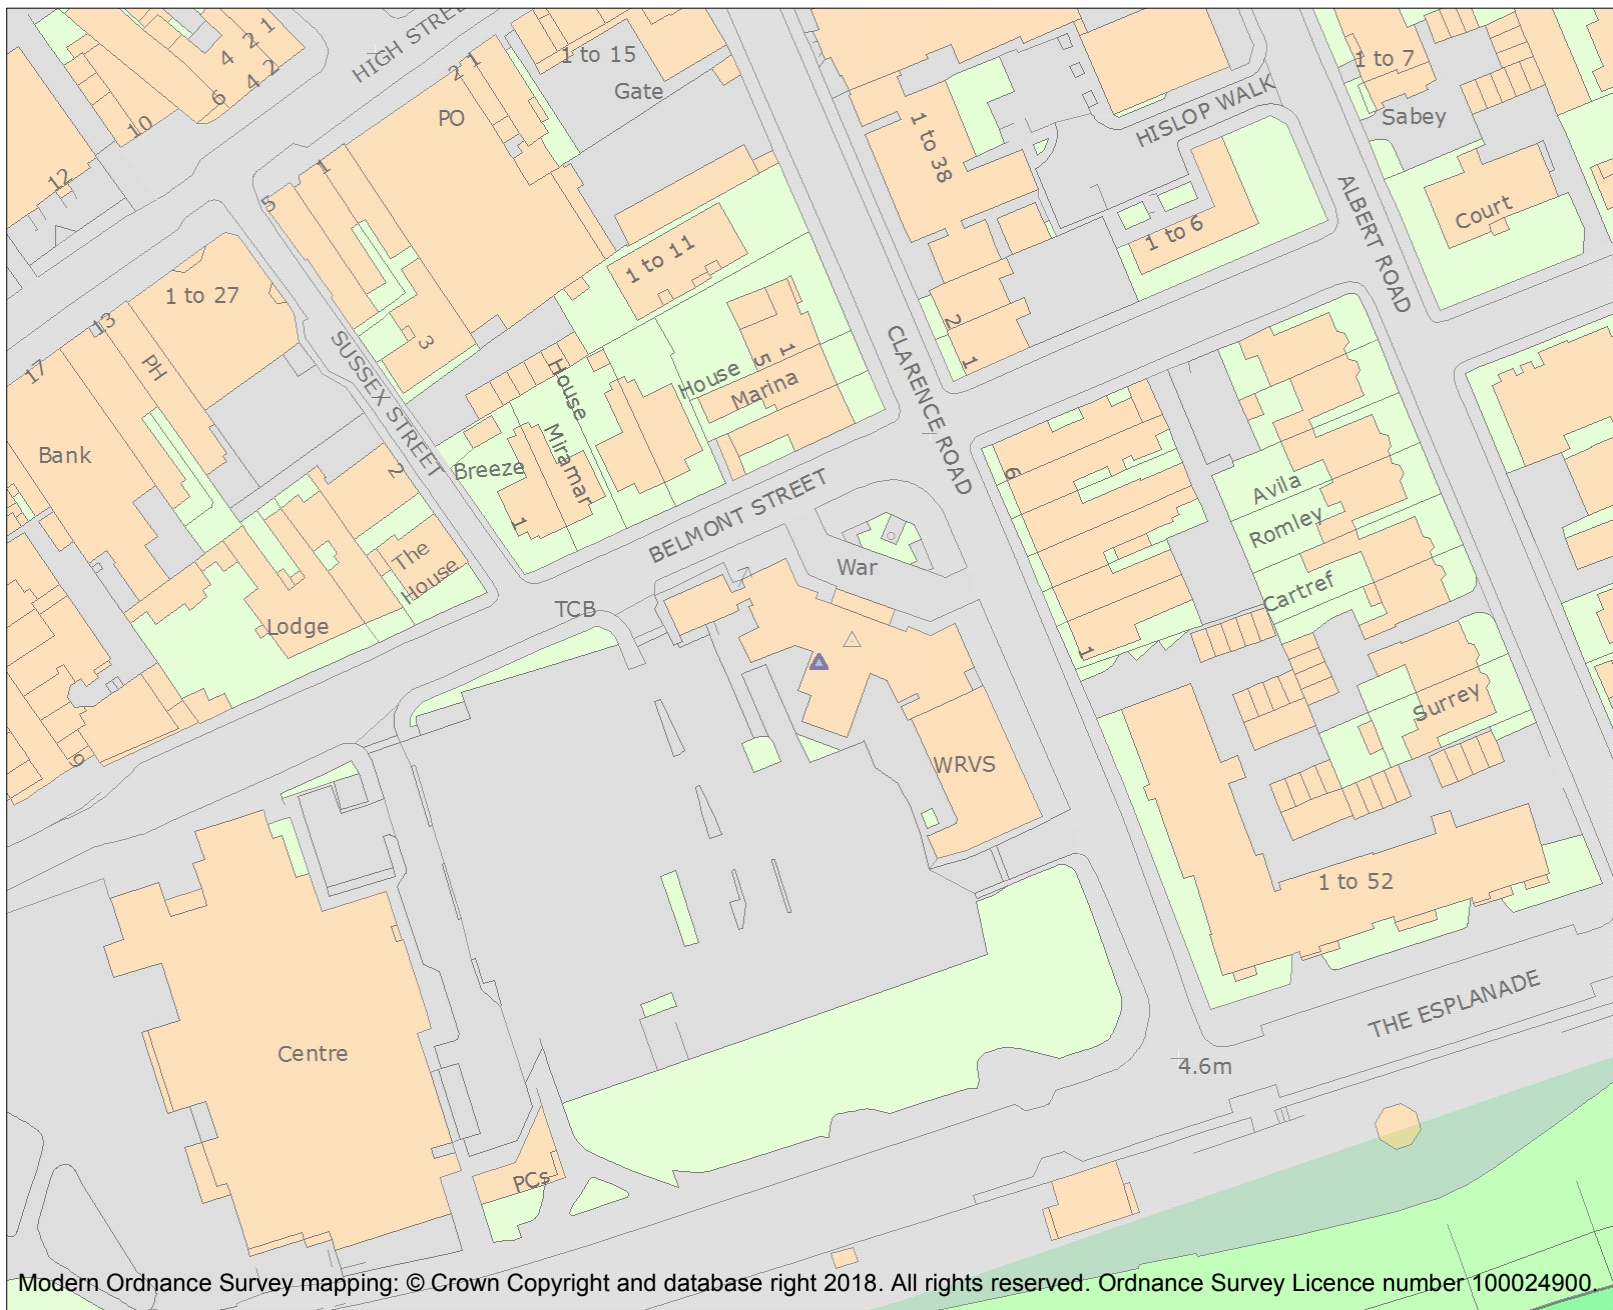 HIGH STREE
4 2 1
6 4 2
10
12
1 to 15
Gate
2 1
PO
1
5
1 to 38
HISLOP WALK
1 to 7
Sabey
Court
ALBERT ROAD
1 to 6
1 to 11
1 to 27
13
17
PH
3
SUSSEX STREET
2
1
CLARENCE ROAD
House
Miramar
House
5 1
Marina
Bank
2
Breeze
1
BELMONT STREET
6
Avila
Romley
Cartref
War
The
House
TCB
Lodge
1
Surrey
WRVS
9
1 to 52
THE ESPLANADE
Centre
4.6m
PCs
Modern Ordnance Survey mapping: © Crown Copyright and database right 2018. All rights reserved. Ordnance Survey Licence number 100024900.